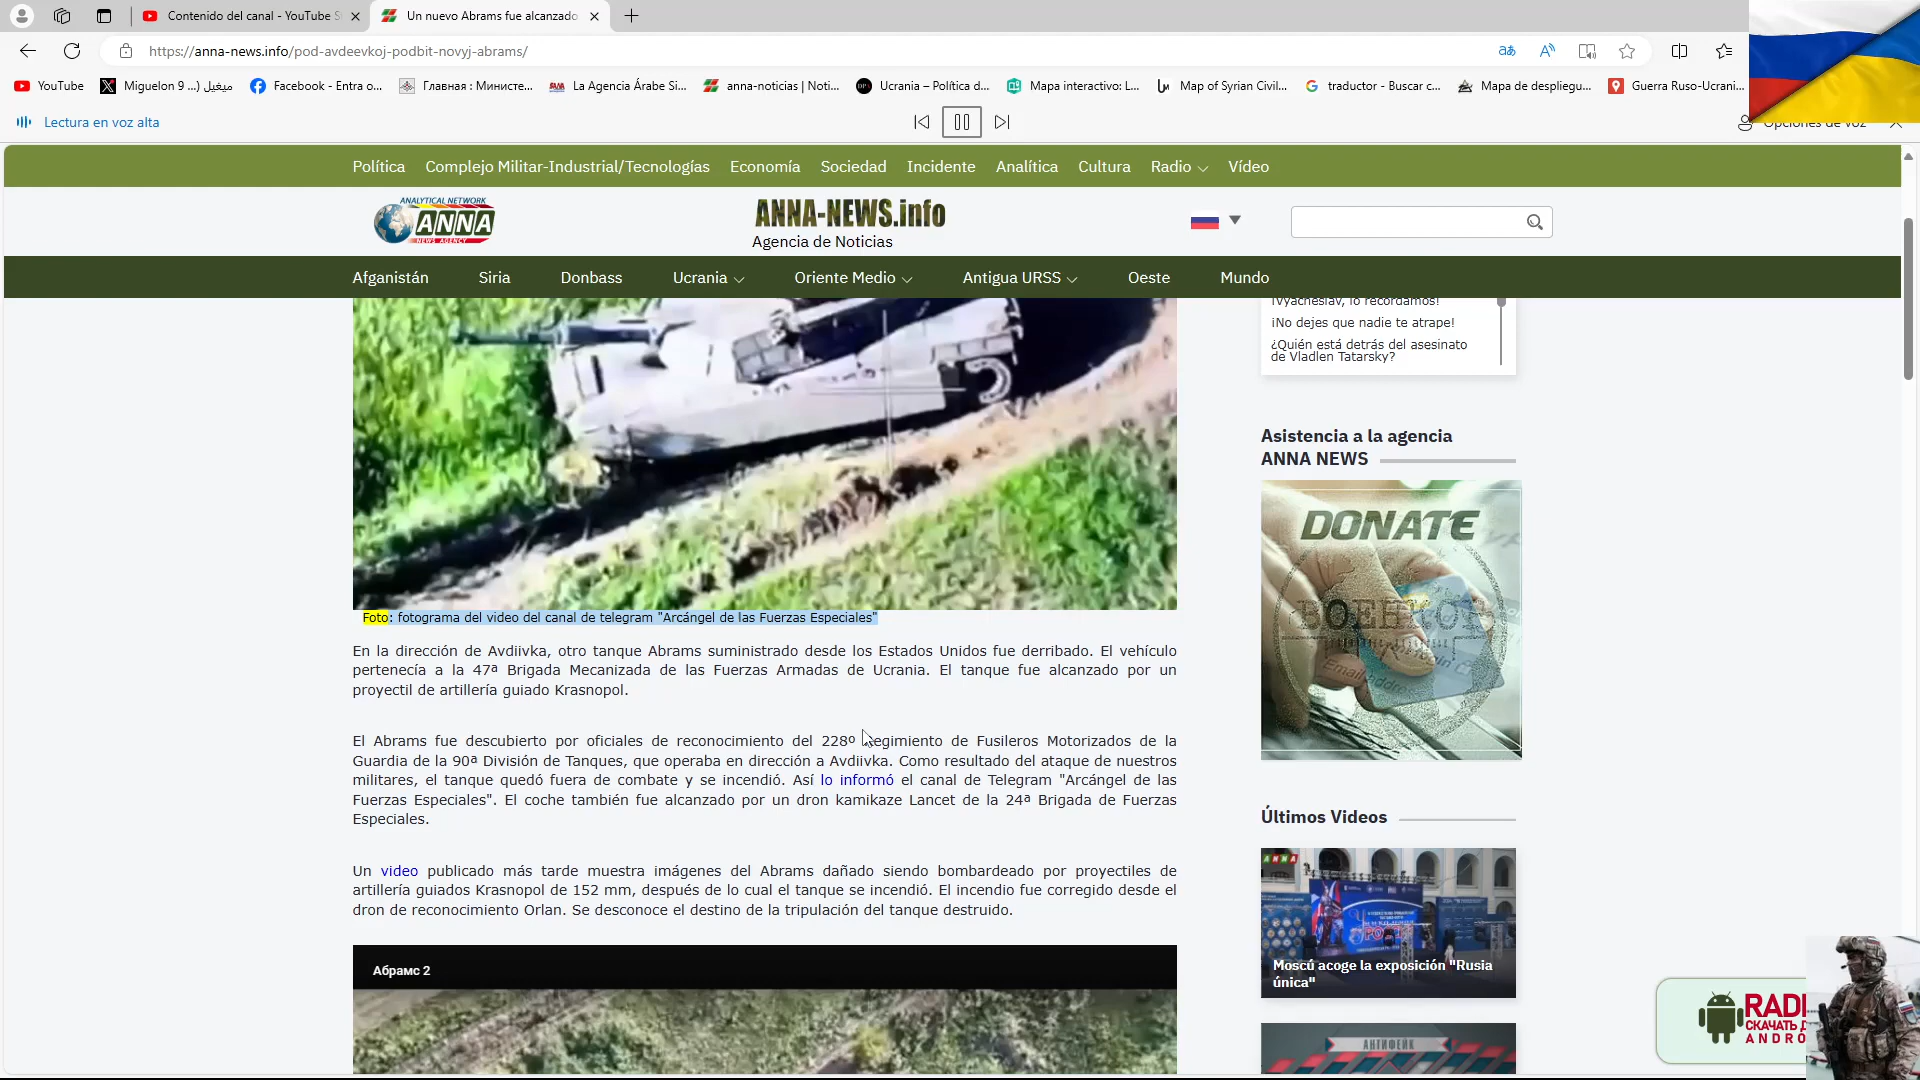 Contenido del canal - YouTube S
Un nuevo Abrams fue alcanzado
https://anna-news.info/pod-avdeevkoj-podbit-novyj-abrams/
YouTube
Miguelon 9 ...) ميغيل
Facebook - Entra o...
Главная : Министе...
La Agencia Árabe Si...
anna-noticias | Noti...
Ucrania – Política d...
Mapa interactivo: L...
Map of Syrian Civil...
traductor - Buscar c...
Mapa de despliegu...
Guerra Ruso-Ucrani...
Lectura en voz alta
Opciones de voz
Política
Complejo Militar-Industrial/Tecnologías
Economía
Sociedad
Incidente
Analítica
Cultura
Radio
Vídeo
ANALYTICAL NETWORK
ANNA
NEWS AGENCY
ANNA-NEWS.info
Agencia de Noticias
Afganistán
Siria
Donbass
Ucrania
Oriente Medio
Antigua URSS
Oeste
Mundo
¡Vyacheslav, lo recordamos!
¡No dejes que nadie te atrape!
¿Quién está detrás del asesinato
de Vladlen Tatarsky?
Foto: fotograma del video del canal de telegram "Arcángel de las Fuerzas Especiales"
En la dirección de Avdiivka, otro tanque Abrams suministrado desde los Estados Unidos fue derribado. El vehículo
pertenecía a la 47ª Brigada Mecanizada de las Fuerzas Armadas de Ucrania. El tanque fue alcanzado por un
proyectil de artillería guiado Krasnopol.
El Abrams fue descubierto por oficiales de reconocimiento del 228º Regimiento de Fusileros Motorizados de la
Guardia de la 90ª División de Tanques, que operaba en dirección a Avdiivka. Como resultado del ataque de nuestros
militares, el tanque quedó fuera de combate y se incendió. Así lo informó el canal de Telegram "Arcángel de las
Fuerzas Especiales". El coche también fue alcanzado por un dron kamikaze Lancet de la 24ª Brigada de Fuerzas
Especiales.
Un video publicado más tarde muestra imágenes del Abrams dañado siendo bombardeado por proyectiles de
artillería guiados Krasnopol de 152 mm, después de lo cual el tanque se incendió. El incendio fue corregido desde el
dron de reconocimiento Orlan. Se desconoce el destino de la tripulación del tanque destruido.
Абрамс 2
Asistencia a la agencia
ANNA NEWS
DONATE
Últimos Videos
ANNA
Moscú acoge la exposición "Rusia
única"
АНТИФЕЙК
RADI
СКАЧАТЬ Д
ANDRO